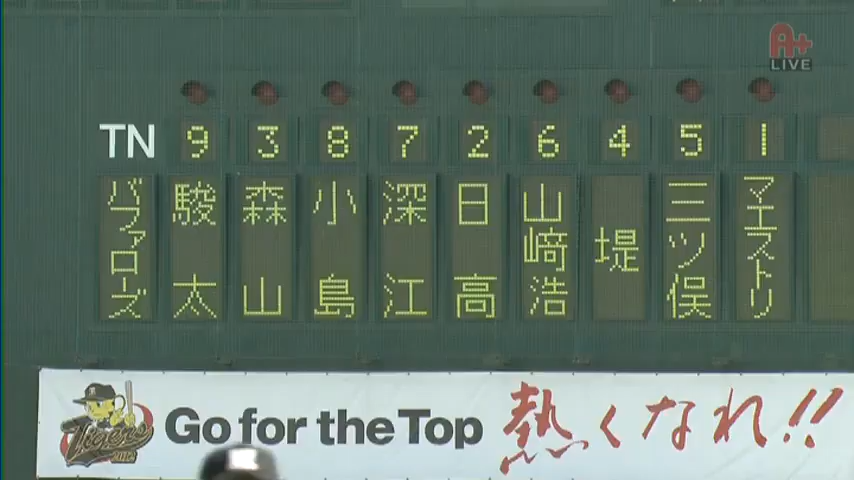 A+
LIVE
TN 9 3 8 7 2 6 4 5 1
バファローズ
駿太
森山
小島
深江
日高
山崎浩
堤
三ツ俣
マエストリ
Tigers
2012
Go for the Top 熱くなれ!!